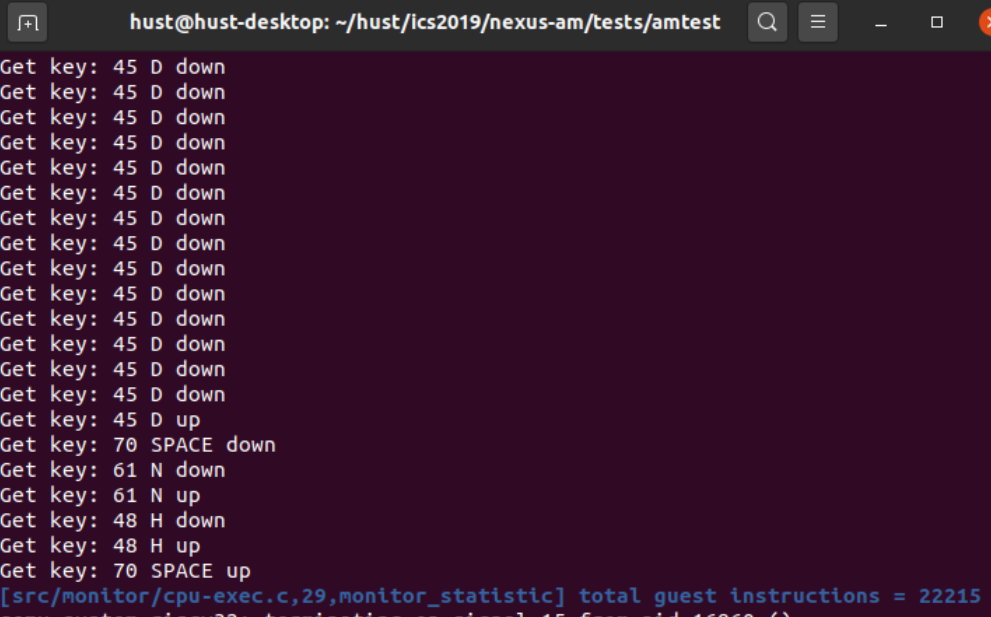 hust@hust-desktop: ~/hust/ics2019/nexus-am/tests/amtest
Get key: 45 D down
Get key: 45 D down
Get key: 45 D down
Get key: 45 D down
Get key: 45 D down
Get key: 45 D down
Get key: 45 D down
Get key: 45 D down
Get key: 45 D down
Get key: 45 D down
Get key: 45 D down
Get key: 45 D down
Get key: 45 D down
Get key: 45 D down
Get key: 45 D up
Get key: 70 SPACE down
Get key: 61 N down
Get key: 61 N up
Get key: 48 H down
Get key: 48 H up
Get key: 70 SPACE up
[src/monitor/cpu-exec.c,29,monitor_statistic] total guest instructions = 22215